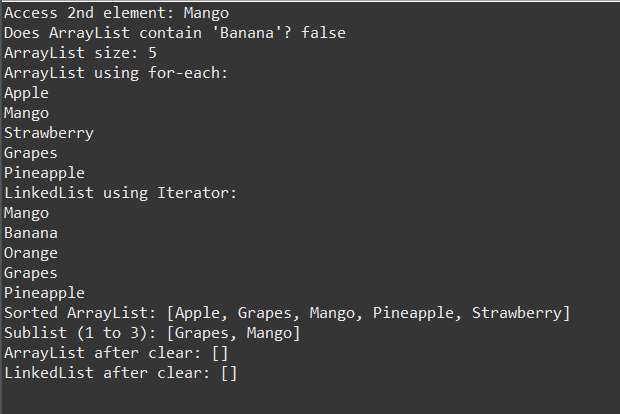 Access 2nd element: Mango
Does ArrayList contain 'Banana'? false
ArrayList size: 5
ArrayList using for-each:
Apple
Mango
Strawberry
Grapes
Pineapple
LinkedList using Iterator:
Mango
Banana
Orange
Grapes
Pineapple
Sorted ArrayList: [Apple, Grapes, Mango, Pineapple, Strawberry]
Sublist (1 to 3): [Grapes, Mango]
ArrayList after clear: []
LinkedList after clear: []